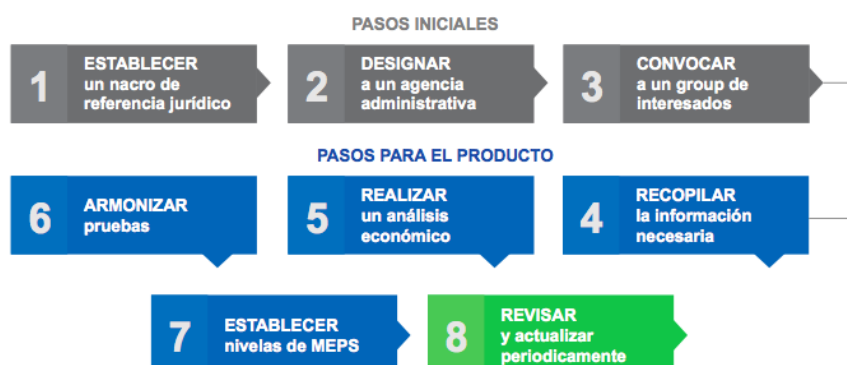 PASOS INICIALES
1
ESTABLECER
un nacro de
referencia jurídico
2
DESIGNAR
a un agencia
administrativa
3
CONVOCAR
a un group de
interesados
PASOS PARA EL PRODUCTO
6
ARMONIZAR
pruebas
5
REALIZAR
un análisis
económico
4
RECOPILAR
la información
necesaria
7
ESTABLECER
nivelas de MEPS
8
REVISAR
y actualizar
periodicamente